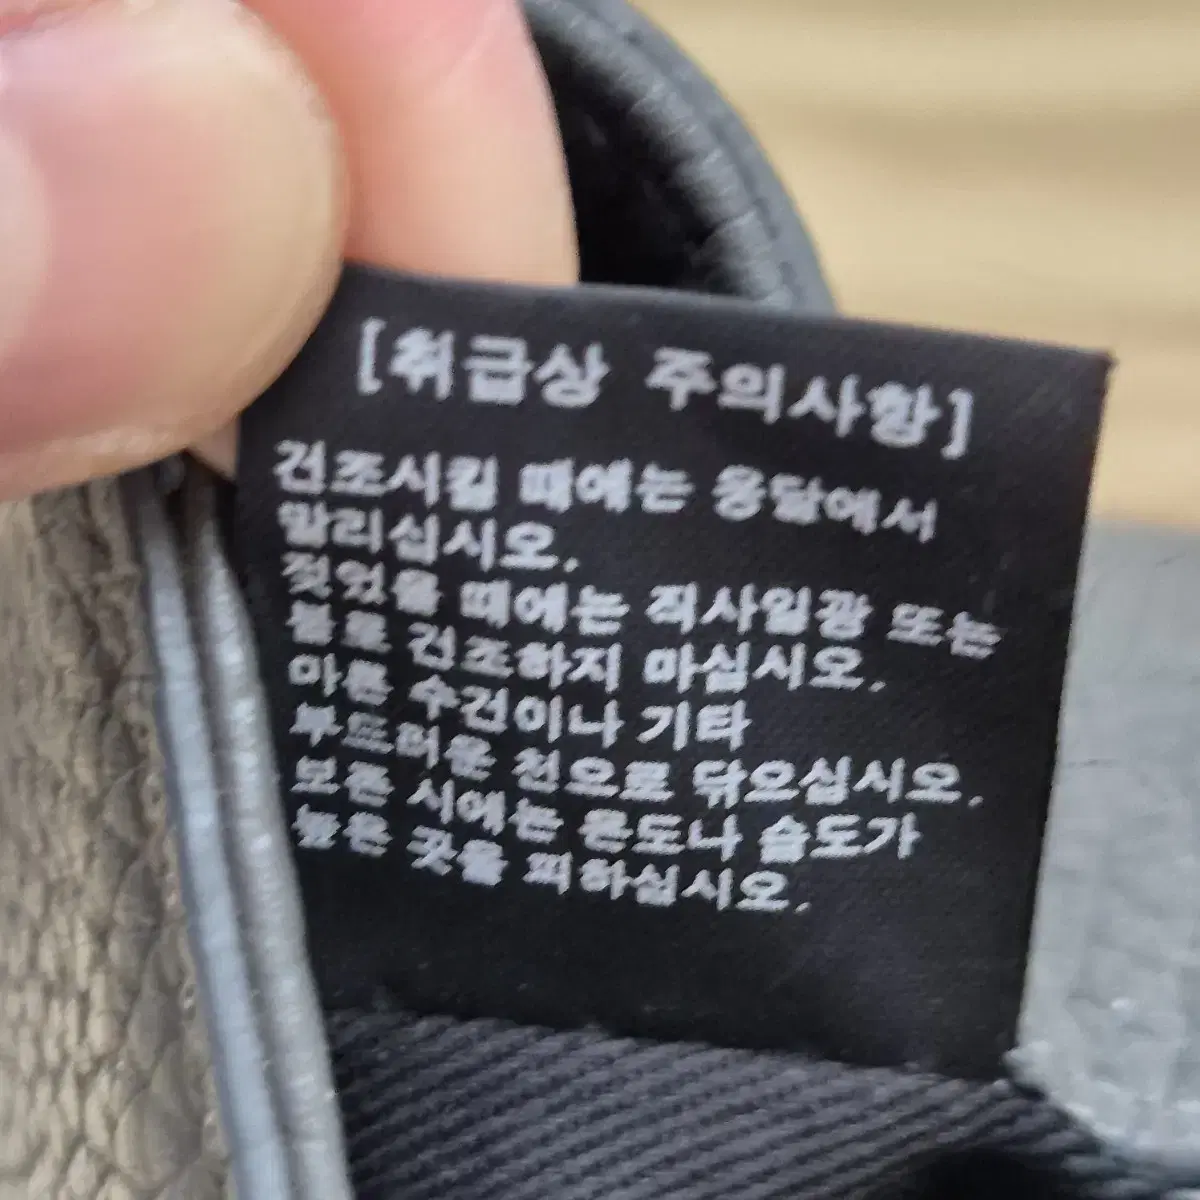 [취급상 주의사항]
건조시킬 때에는 응달에서
말리십시오.
젖었을 때에는 직사일광 또는
불로 건조하지 마십시오.
마른 수건이나 기타
부드러운 천으로 닦으십시오.
보존 시에는 온도나 습도가
높은 곳을 피하십시오.